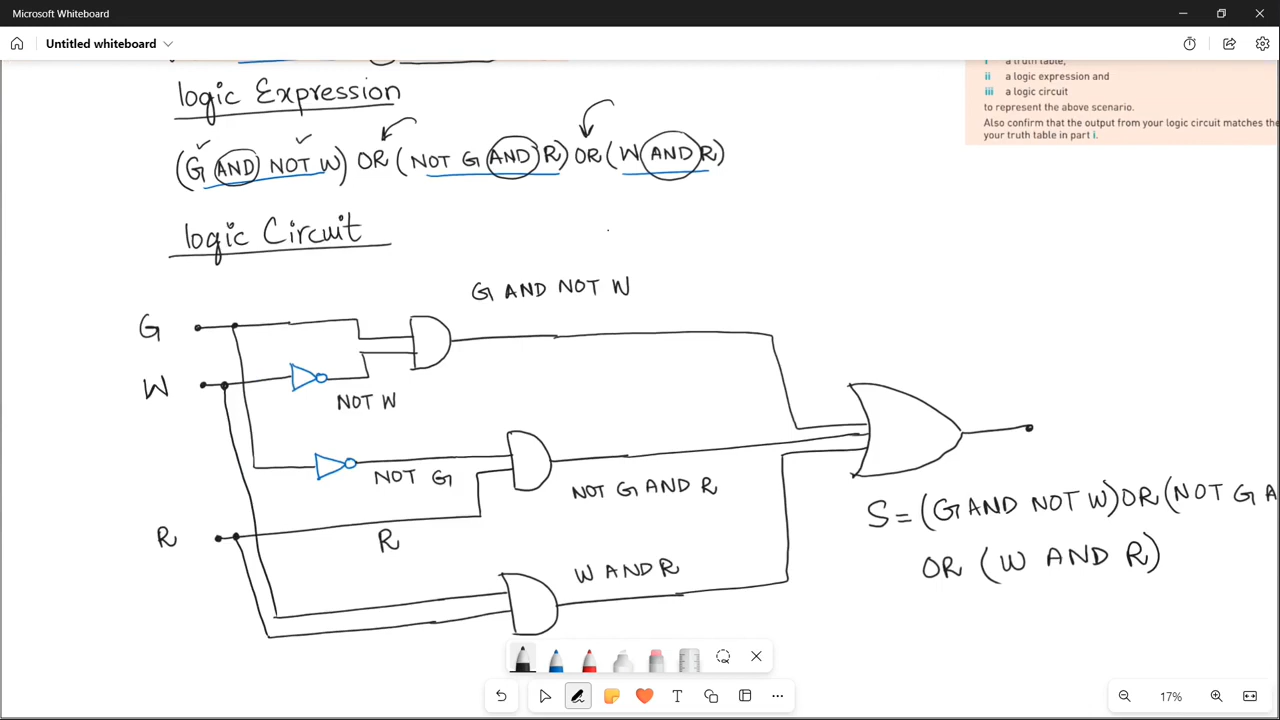 Microsoft Whiteboard
Untitled whiteboard
i a truth table,
ii a logic expression and
iii a logic circuit
to represent the above scenario.
Also confirm that the output from your logic circuit matches the
your truth table in part i.
logic Expression
(G AND NOT W) OR (NOT G AND R) OR (W AND R)
logic Circuit
G AND NOT W
G
W
NOT W
NOT G
NOT G AND R
R
R
W AND R
S = (G AND NOT W) OR (NOT G A
OR (W AND R)
17%